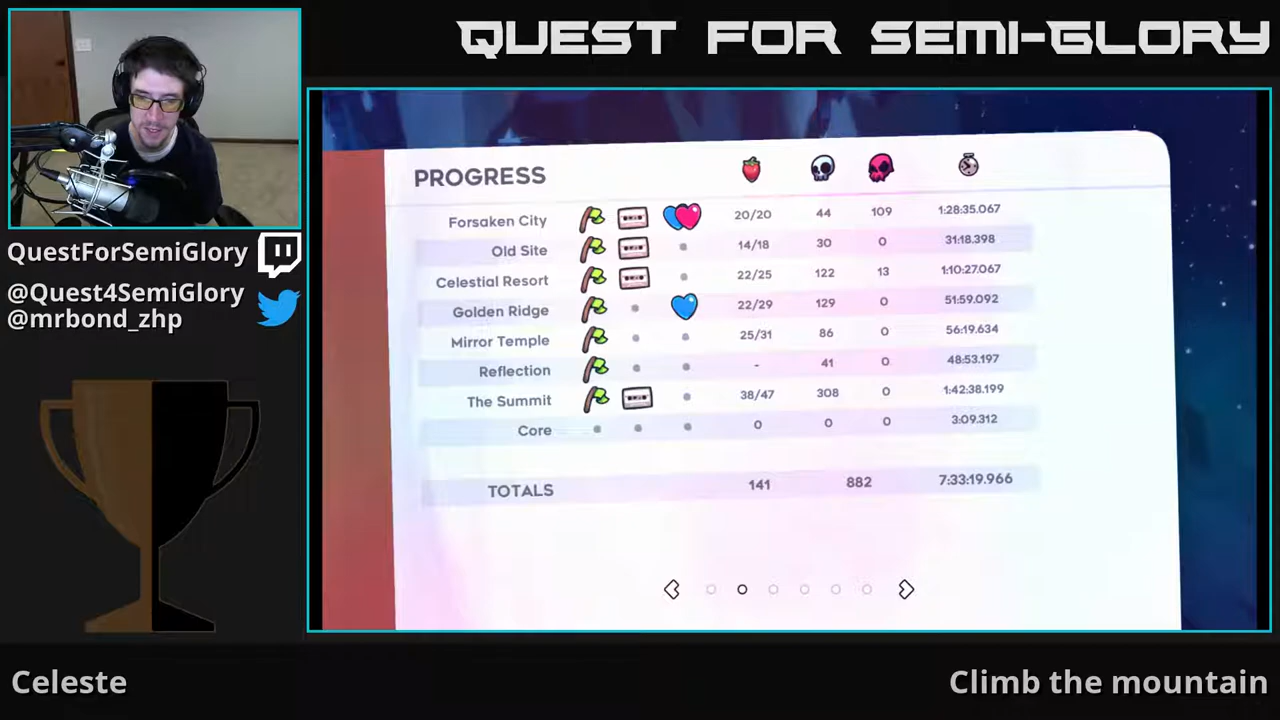 QUEST FOR SEMI-GLORY
QuestForSemiGlory
@Quest4SemiGlory
@mrbond_zhp
PROGRESS
Forsaken City 20/20 44 109 1:28:35.067
Old Site 14/18 30 0 31:18.398
Celestial Resort 22/25 122 13 1:10:27.067
Golden Ridge 22/29 129 0 51:59.092
Mirror Temple 25/31 86 0 56:19.634
Reflection - 41 0 48:53.197
The Summit 38/47 308 0 1:42:38.199
Core 0 0 0 3:09.312
TOTALS 141 882 7:33:19.966
Celeste
Climb the mountain